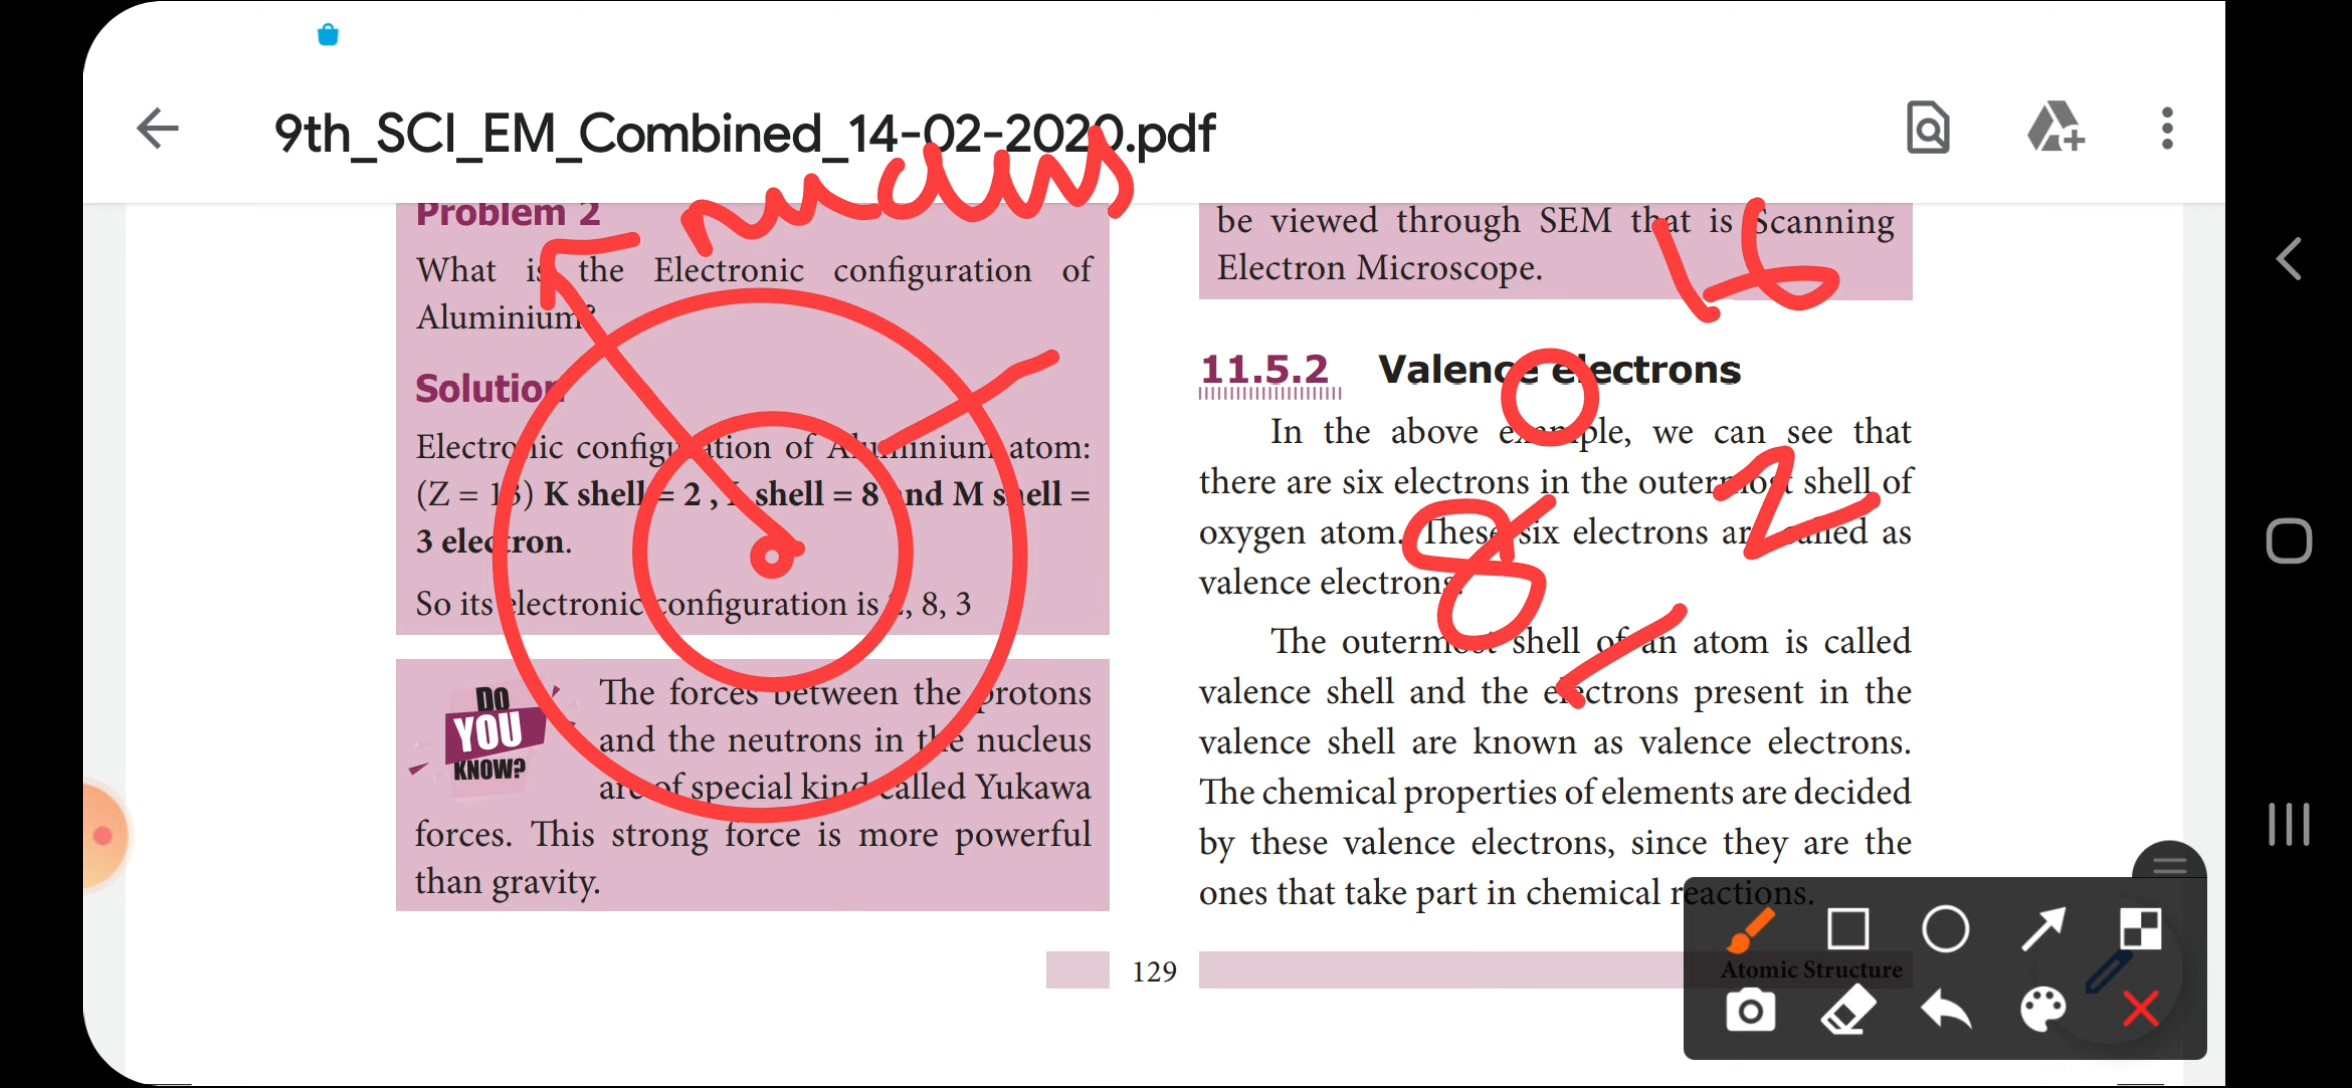 9th_SCI_EM_Combined_14-02-2020.pdf
Problem 2
What is the Electronic configuration of
Aluminium?
Solution
Electronic configuration of Aluminium atom:
(Z = 13) K shell = 2 , L shell = 8 and M shell =
3 electron.
So its electronic configuration is 2, 8, 3
DO
YOU
KNOW?
The forces between the protons
and the neutrons in the nucleus
are of special kind called Yukawa
forces. This strong force is more powerful
than gravity.
be viewed through SEM that is Scanning
Electron Microscope.
16
11.5.2 Valence electrons
O
8
2
In the above example, we can see that
there are six electrons in the outermost shell of
oxygen atom. These six electrons are called as
valence electrons.
The outermost shell of an atom is called
valence shell and the electrons present in the
valence shell are known as valence electrons.
The chemical properties of elements are decided
by these valence electrons, since they are the
ones that take part in chemical reactions.
129
Atomic Structure